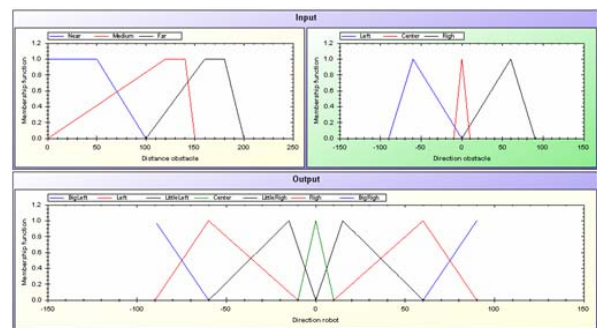 Input
Near Medium Far
Membership function
1.2
1.0
0.8
0.6
0.4
0.2
0.0
0 50 100 150 200 250
Distance obstacle
Left Center Righ
Membership function
1.2
1.0
0.8
0.6
0.4
0.2
0.0
-150 -100 -50 0 50 100 150
Direction obstacle
Output
BigLeft Left LittleLeft Center LittleRigh Righ BigRigh
Membership function
1.2
1.0
0.8
0.6
0.4
0.2
0.0
-150 -100 -50 0 50 100 150
Direction robot